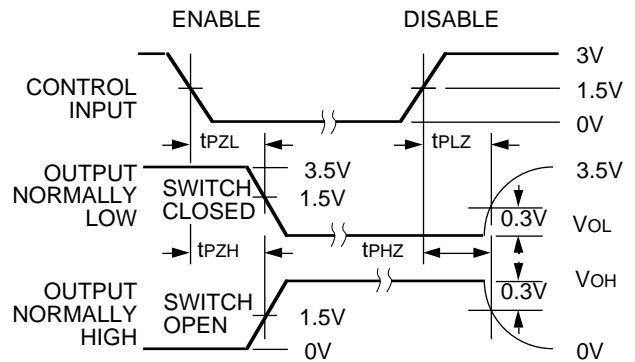 ENABLE DISABLE
CONTROL
INPUT
3V
1.5V
0V
tPZL tPLZ
OUTPUT
NORMALLY
LOW
SWITCH
CLOSED
3.5V
1.5V
3.5V
0.3V
VOL
tPZH tPHZ
OUTPUT
NORMALLY
HIGH
SWITCH
OPEN
1.5V
0V
0.3V
VOH
0V